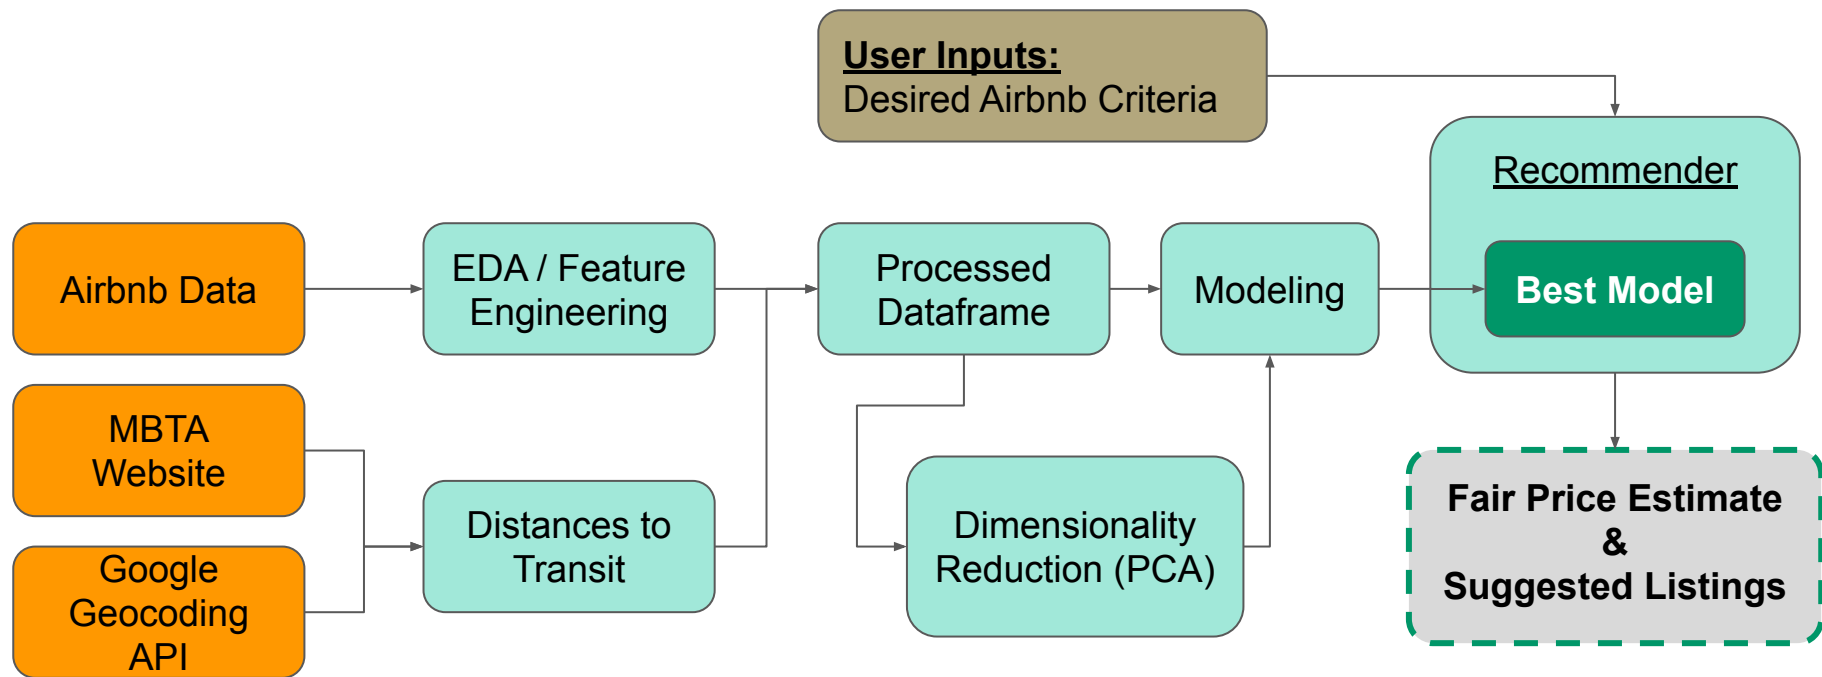 User Inputs:
Desired Airbnb Criteria
Recommender
Best Model
Airbnb Data
EDA / Feature
Engineering
Processed
Dataframe
Modeling
MBTA
Website
Google
Geocoding
API
Distances to
Transit
Dimensionality
Reduction (PCA)
Fair Price Estimate
&
Suggested Listings